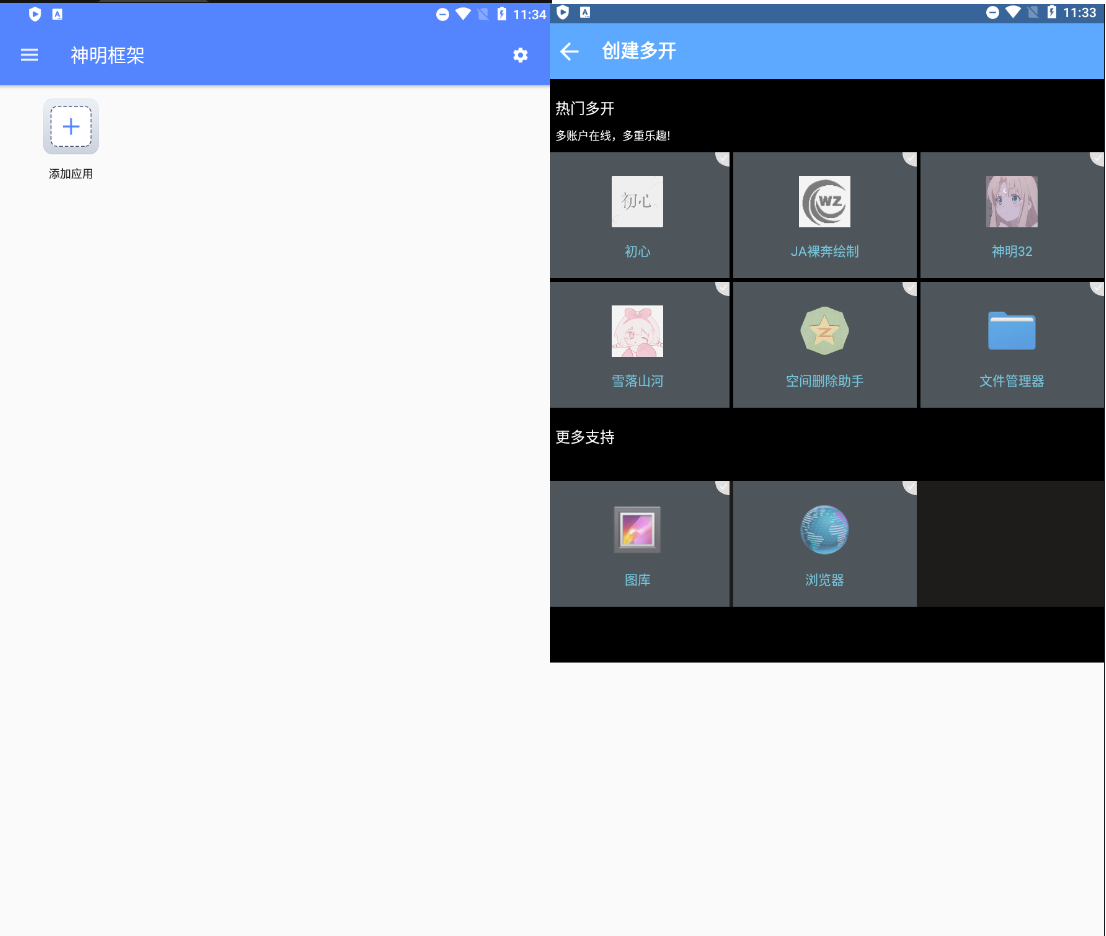 11:34
神明框架
添加应用
11:33
创建多开
热门多开
多账户在线，多重乐趣!
初心
WZ
初心
JA裸奔绘制
神明32
Z
雪落山河
空间删除助手
文件管理器
更多支持
图库
浏览器